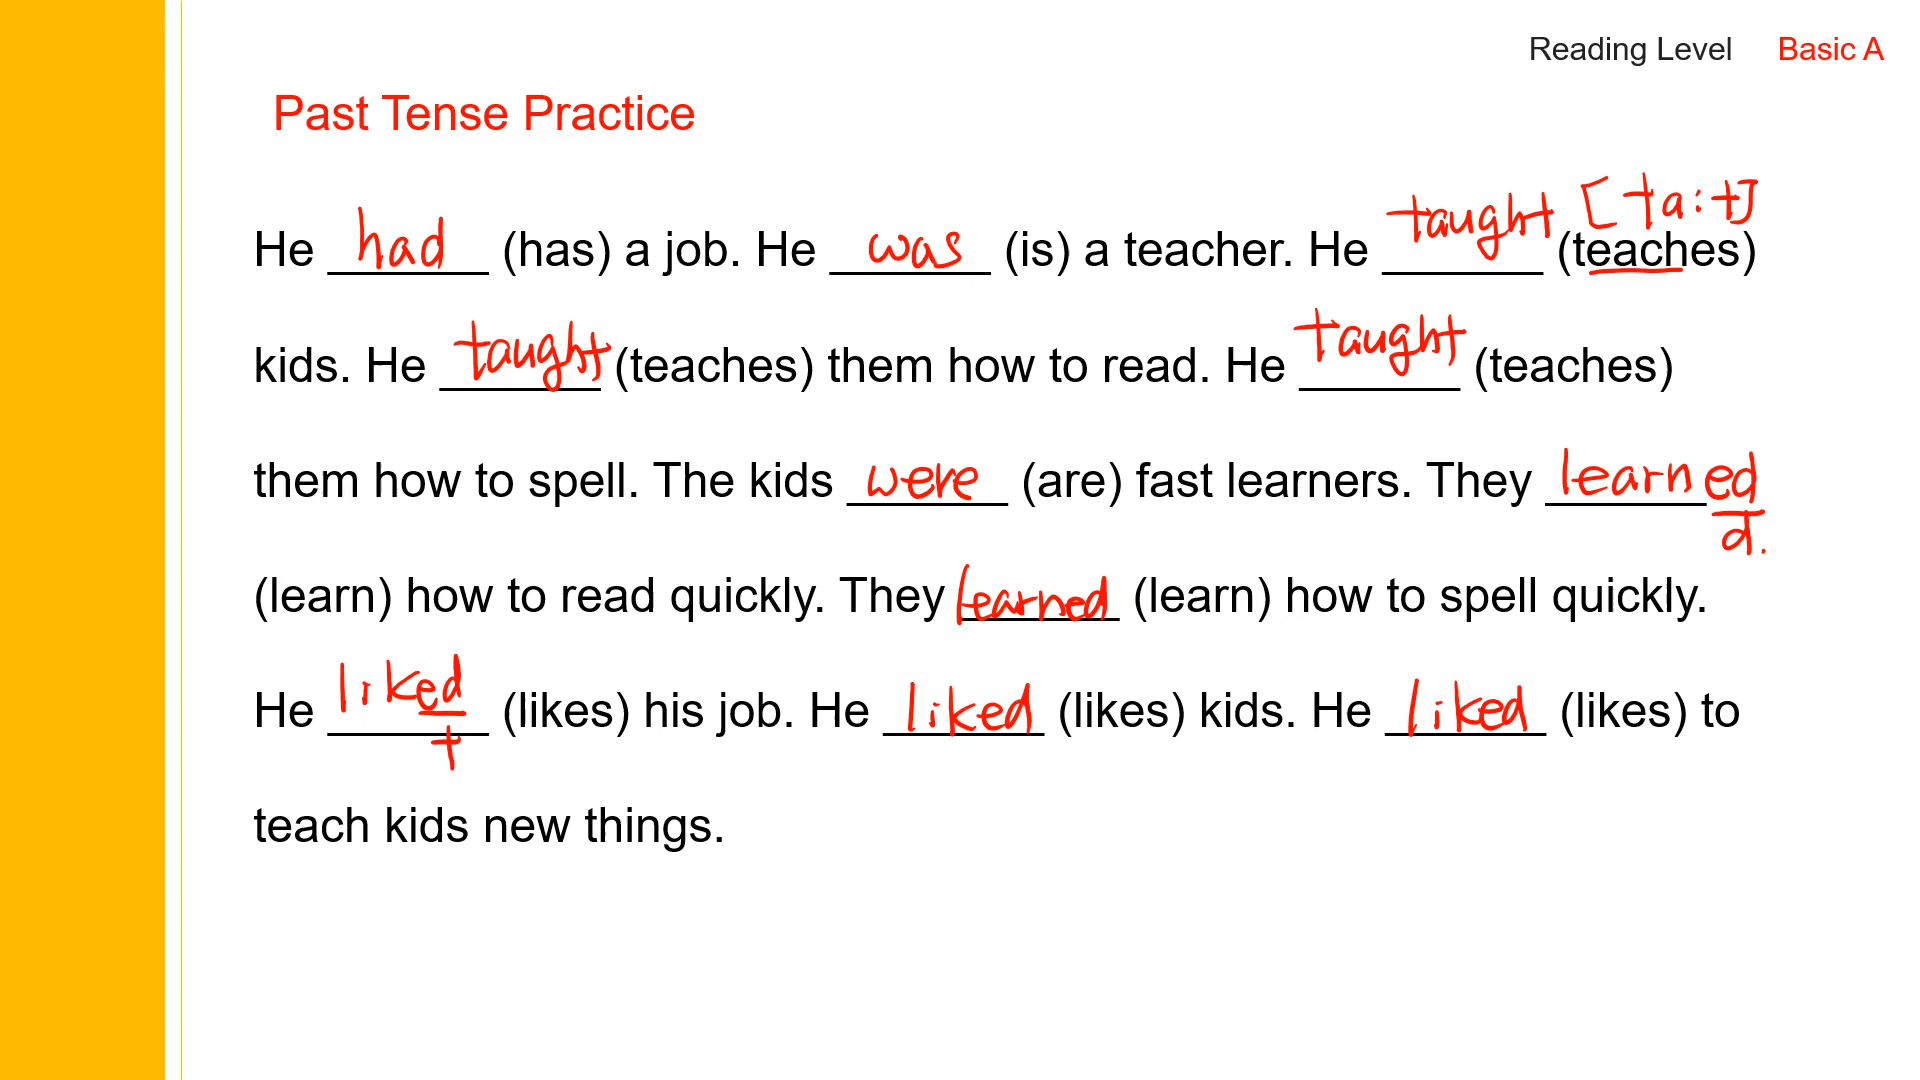 Reading Level Basic A
Past Tense Practice
taught [ta:t]
He had (has) a job. He was (is) a teacher. He ______ (teaches)
kids. He taught (teaches) them how to read. He taught (teaches)
them how to spell. The kids were (are) fast learners. They learned
d.
(learn) how to read quickly. They learned (learn) how to spell quickly.
He liked (likes) his job. He liked (likes) kids. He liked (likes) to
t
teach kids new things.